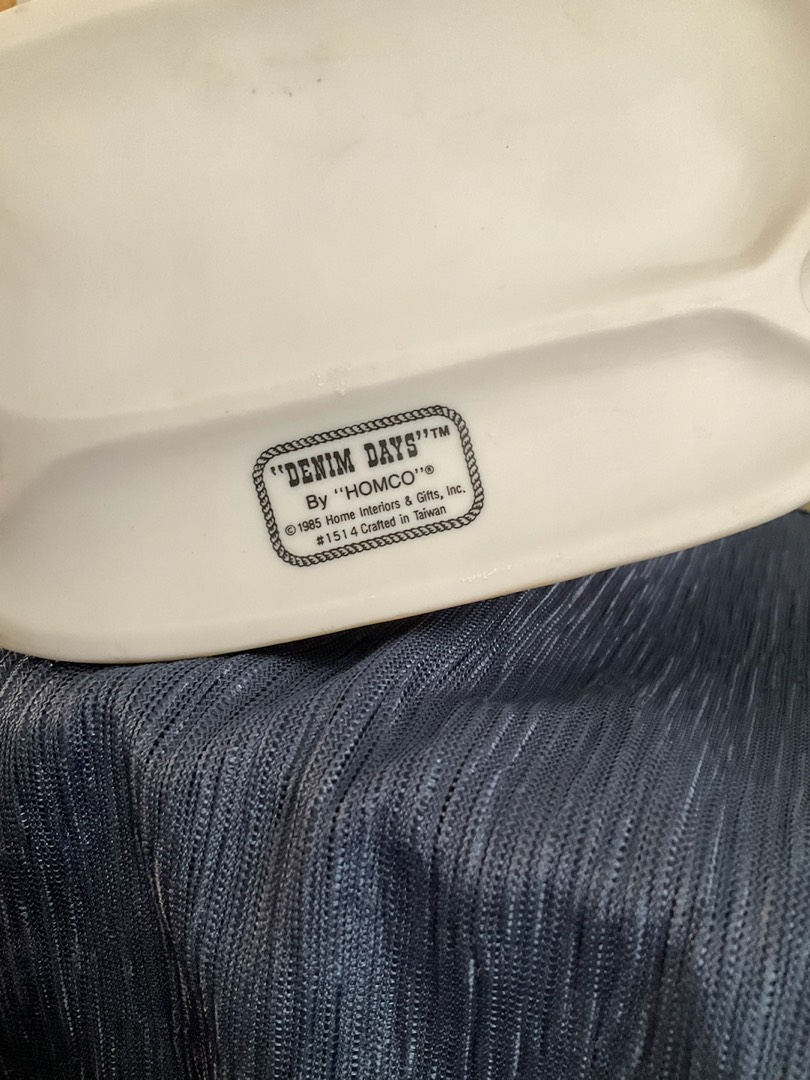 "DENIM DAYS"™
By "HOMCO"®
©1985 Home Interiors & Gifts, Inc.
#1514 Crafted in Taiwan